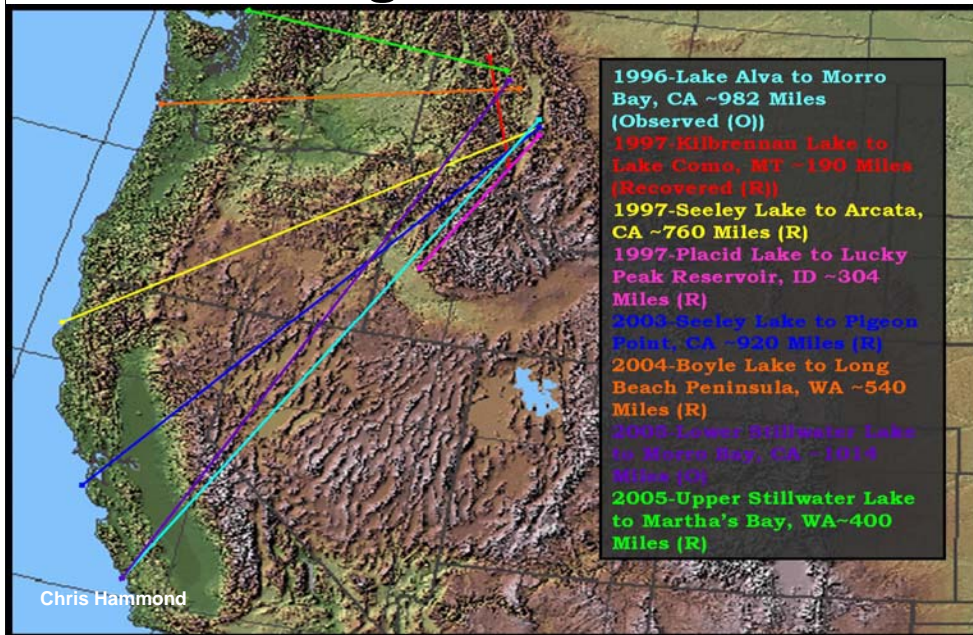 1996-Lake Alva to Morro
Bay, CA ~982 Miles
(Observed (O))
1997-Kilbrennan Lake to
Lake Como, MT ~190 Miles
(Recovered (R))
1997-Seeley Lake to Arcata,
CA ~760 Miles (R)
1997-Placid Lake to Lucky
Peak Reservoir, ID ~304
Miles (R)
2003-Seeley Lake to Pigeon
Point, CA ~920 Miles (R)
2004-Boyle Lake to Long
Beach Peninsula, WA ~540
Miles (R)
2005-Lower Stillwater Lake
to Morro Bay, CA ~1014
Miles (O)
2005-Upper Stillwater Lake
to Martha's Bay, WA~400
Miles (R)
Chris Hammond